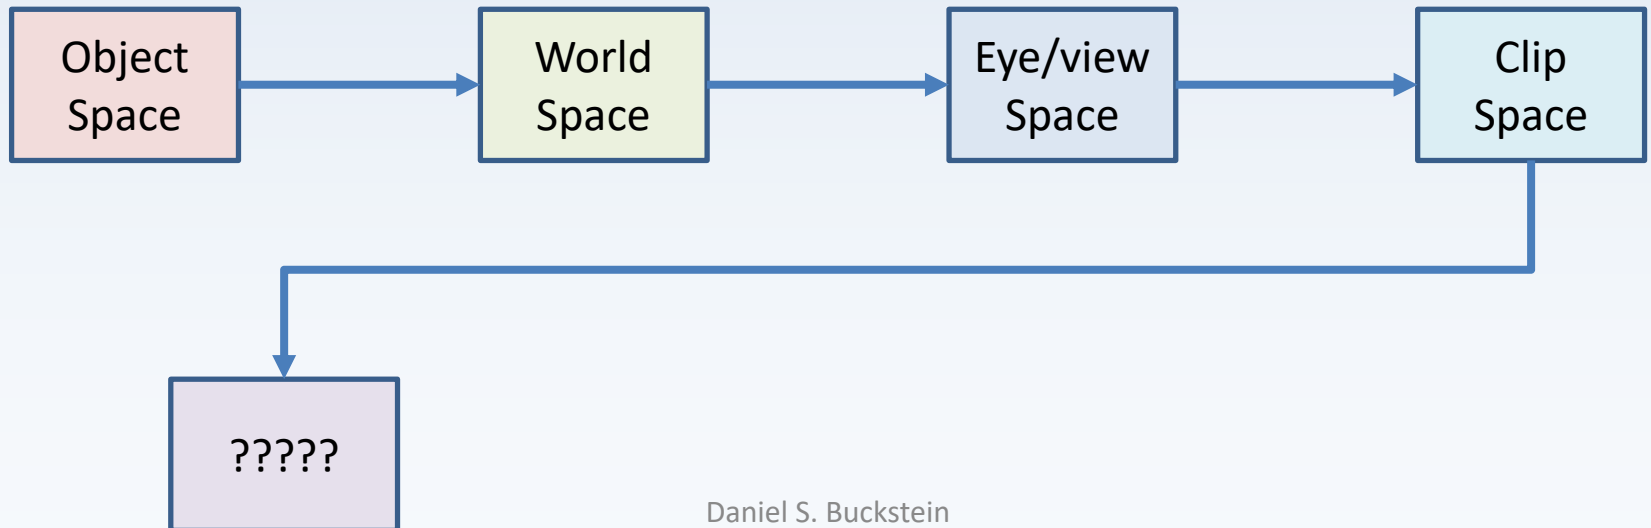 Object
Space
World
Space
Eye/view
Space
Clip
Space
?????
Daniel S. Buckstein